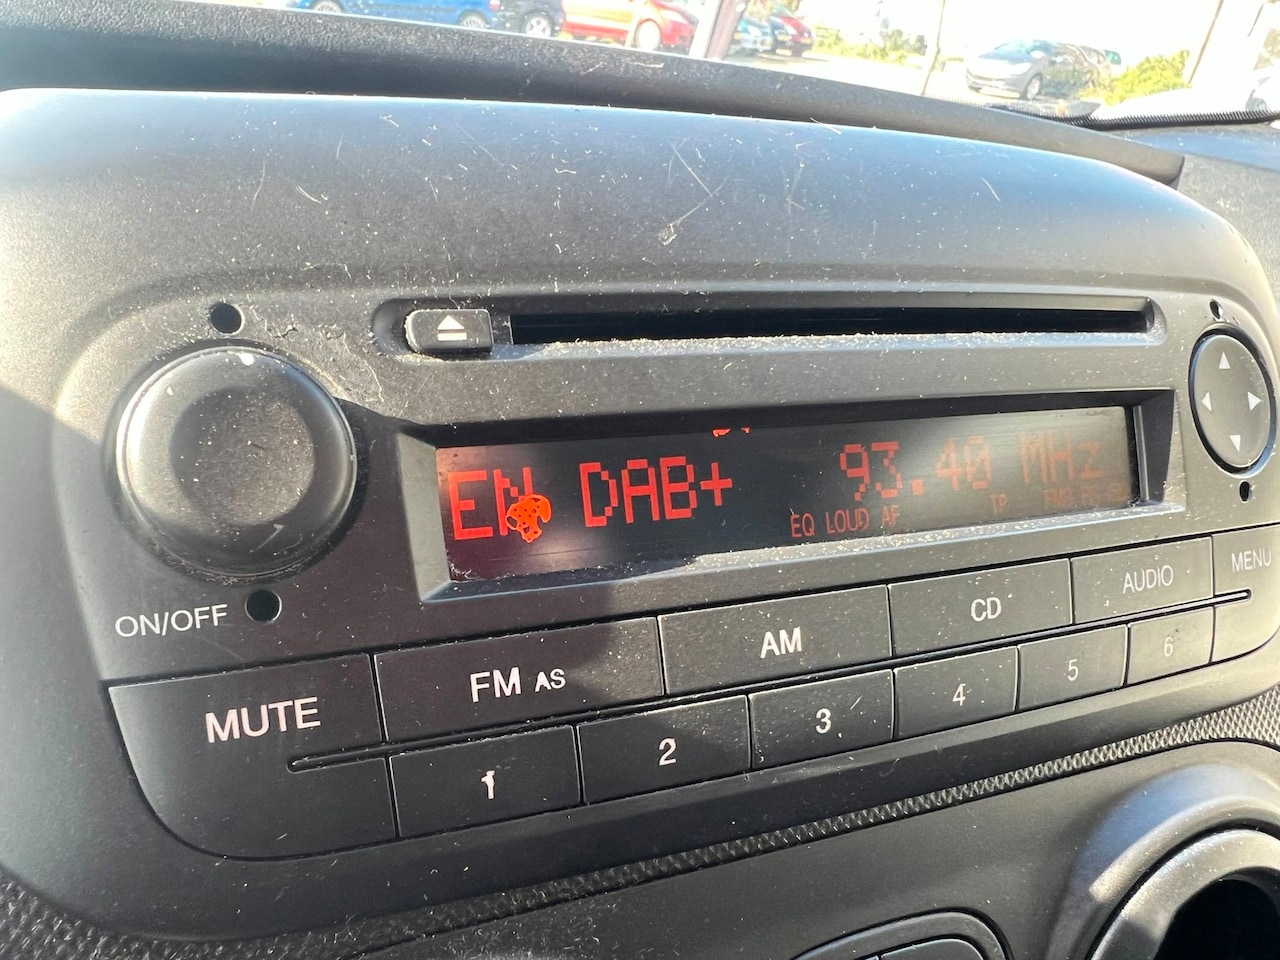 EN DAB+ 93.40 MHz
EQ LOUD AF TP
ON/OFF
MUTE FM AS AM CD AUDIO MENU
1 2 3 4 5 6